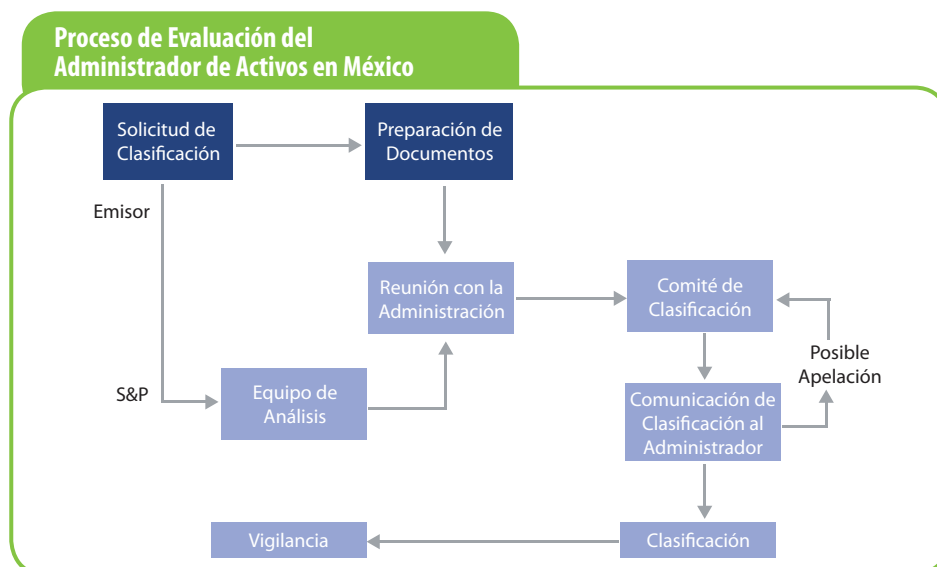 Proceso de Evaluación del
Administrador de Activos en México
Solicitud de
Clasificación
Preparación de
Documentos
Emisor
Reunión con la
Administración
Comité de
Clasificación
Posible
Apelación
S&P
Equipo de
Análisis
Comunicación de
Clasificación al
Administrador
Vigilancia
Clasificación